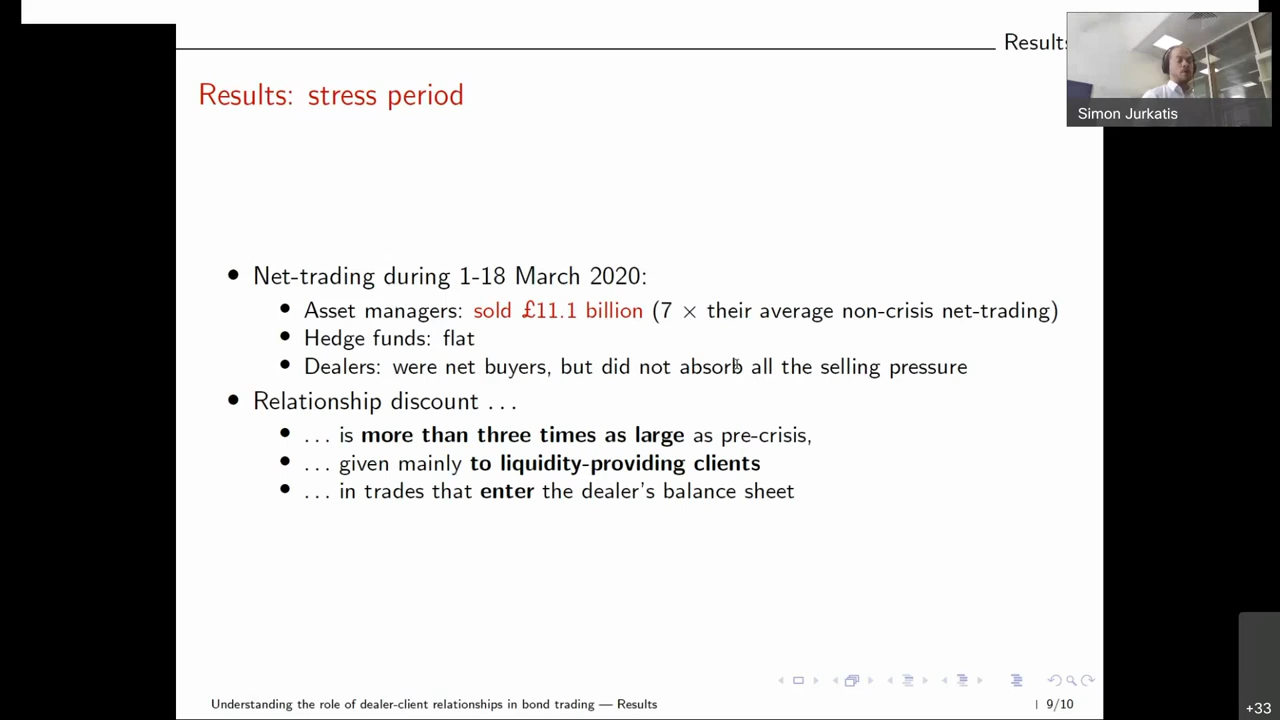 Results
Simon Jurkatis
Results: stress period
• Net-trading during 1-18 March 2020:
• Asset managers: sold £11.1 billion (7 × their average non-crisis net-trading)
• Hedge funds: flat
• Dealers: were net buyers, but did not absorb all the selling pressure
• Relationship discount . . .
• . . . is more than three times as large as pre-crisis,
• . . . given mainly to liquidity-providing clients
• . . . in trades that enter the dealer's balance sheet
Understanding the role of dealer-client relationships in bond trading — Results
9/10
+33